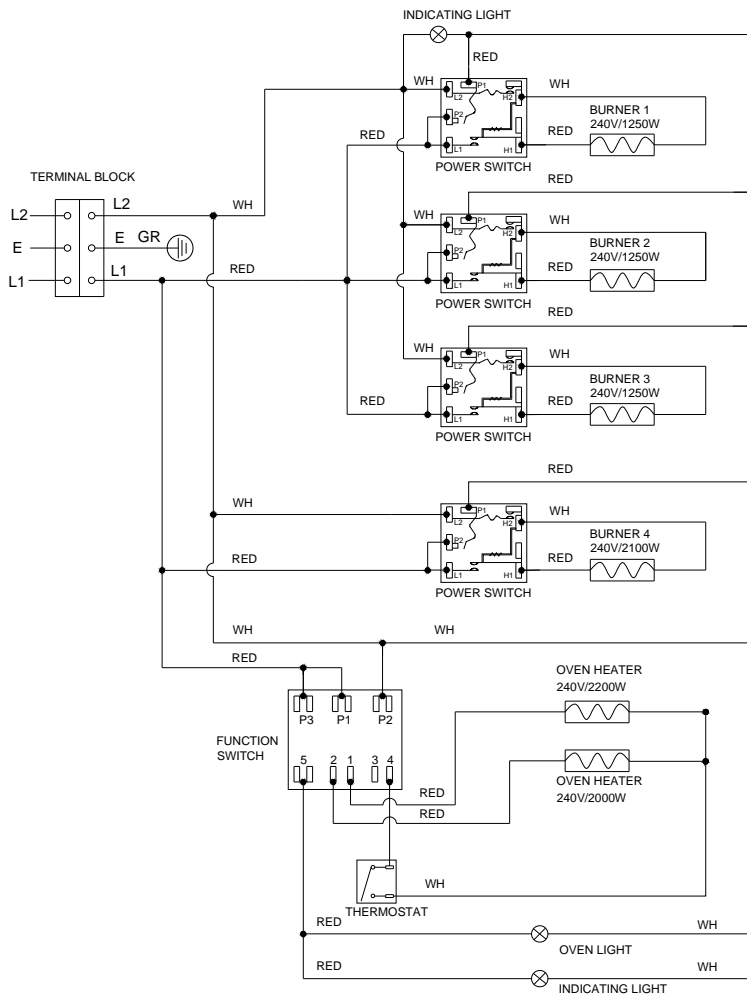 INDICATING LIGHT
RED
WH
P1
WH
L2
H2
BURNER 1
240V/1250W
P2
RED
RED
L1
H1
POWER SWITCH
TERMINAL BLOCK
RED
L2
L2
WH
WH
P1
WH
L2
H2
BURNER 2
240V/1250W
E
E
GR
P2
L1
L1
RED
RED
L1
H1
POWER SWITCH
RED
WH
P1
WH
L2
H2
BURNER 3
240V/1250W
P2
RED
RED
L1
H1
POWER SWITCH
RED
WH
P1
WH
L2
H2
BURNER 4
240V/2100W
P2
RED
RED
L1
H1
POWER SWITCH
WH
WH
RED
OVEN HEATER
240V/2200W
P3
P1
P2
FUNCTION
SWITCH
5
2
1
3
4
RED
OVEN HEATER
240V/2000W
RED
WH
THERMOSTAT
RED
WH
OVEN LIGHT
RED
WH
INDICATING LIGHT